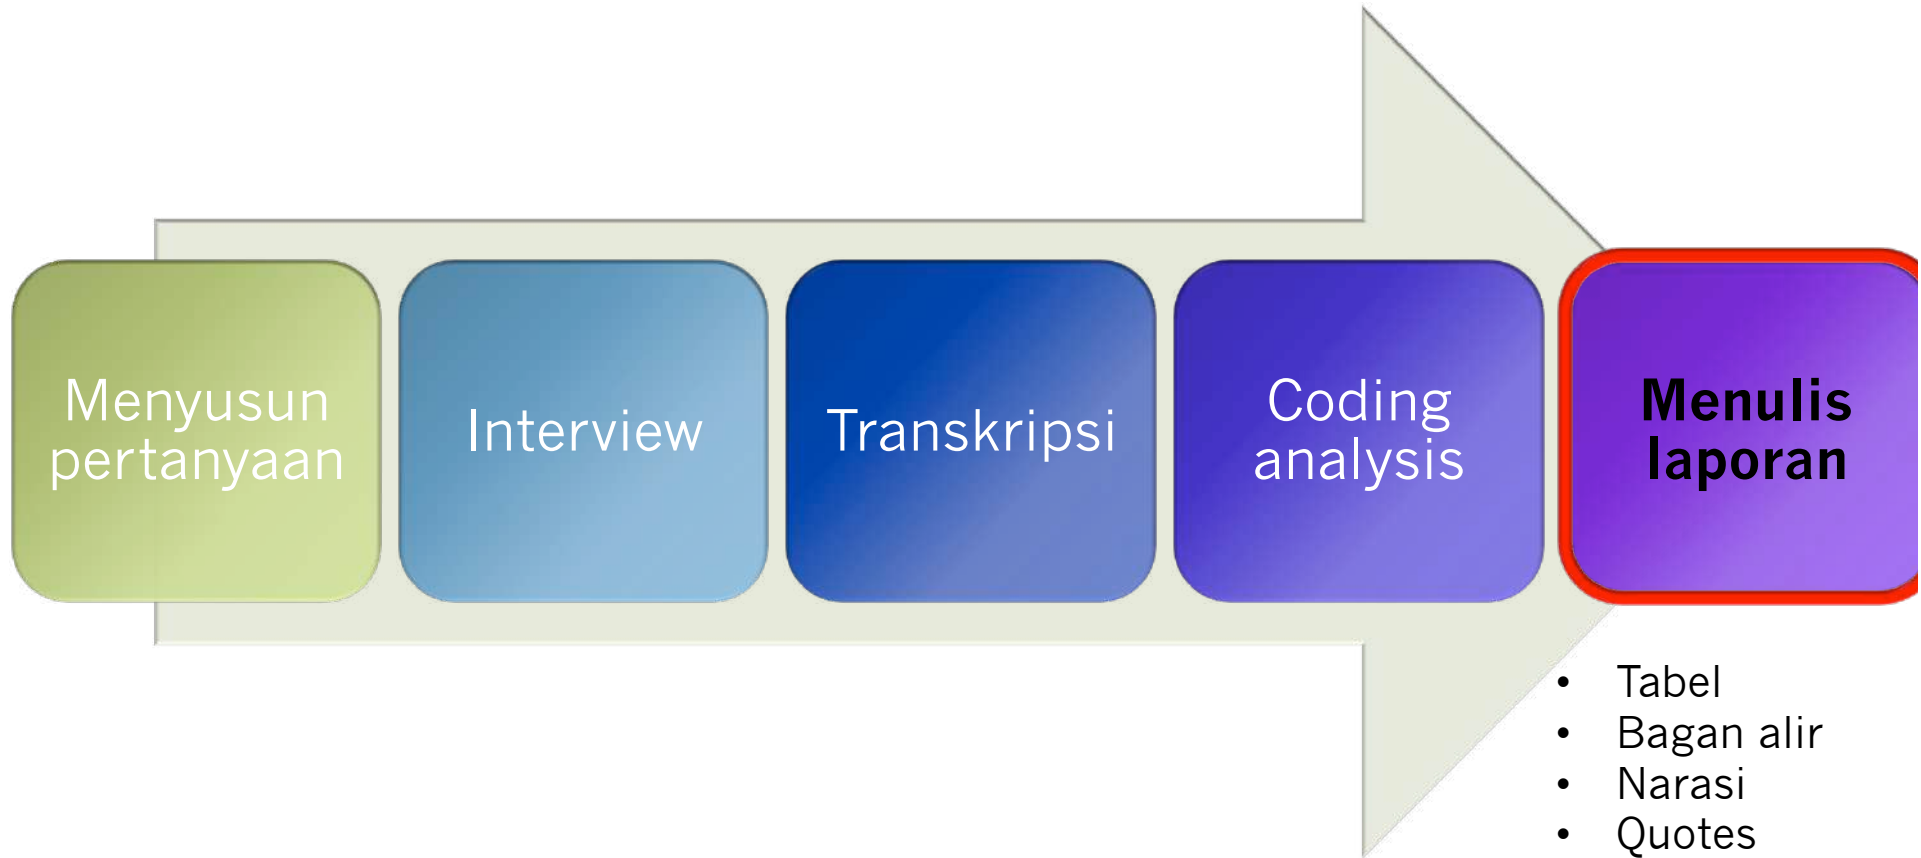 Menyusun
pertanyaan
Interview
Transkripsi
Coding
analysis
Menulis
laporan
• Tabel
• Bagan alir
• Narasi
• Quotes